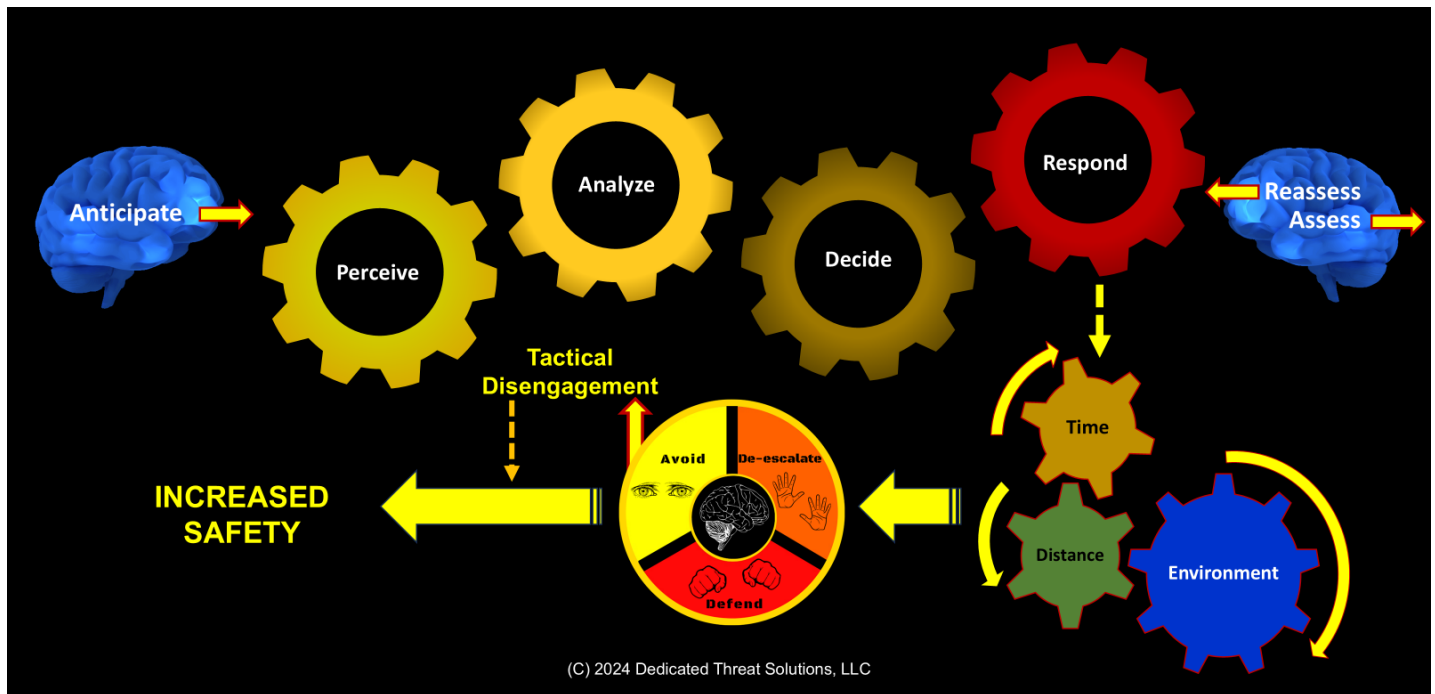 Anticipate
Perceive
Analyze
Decide
Respond
Reassess
Assess
Tactical
Disengagement
INCREASED
SAFETY
Avoid
De-escalate
Defend
Time
Distance
Environment
(C) 2024 Dedicated Threat Solutions, LLC